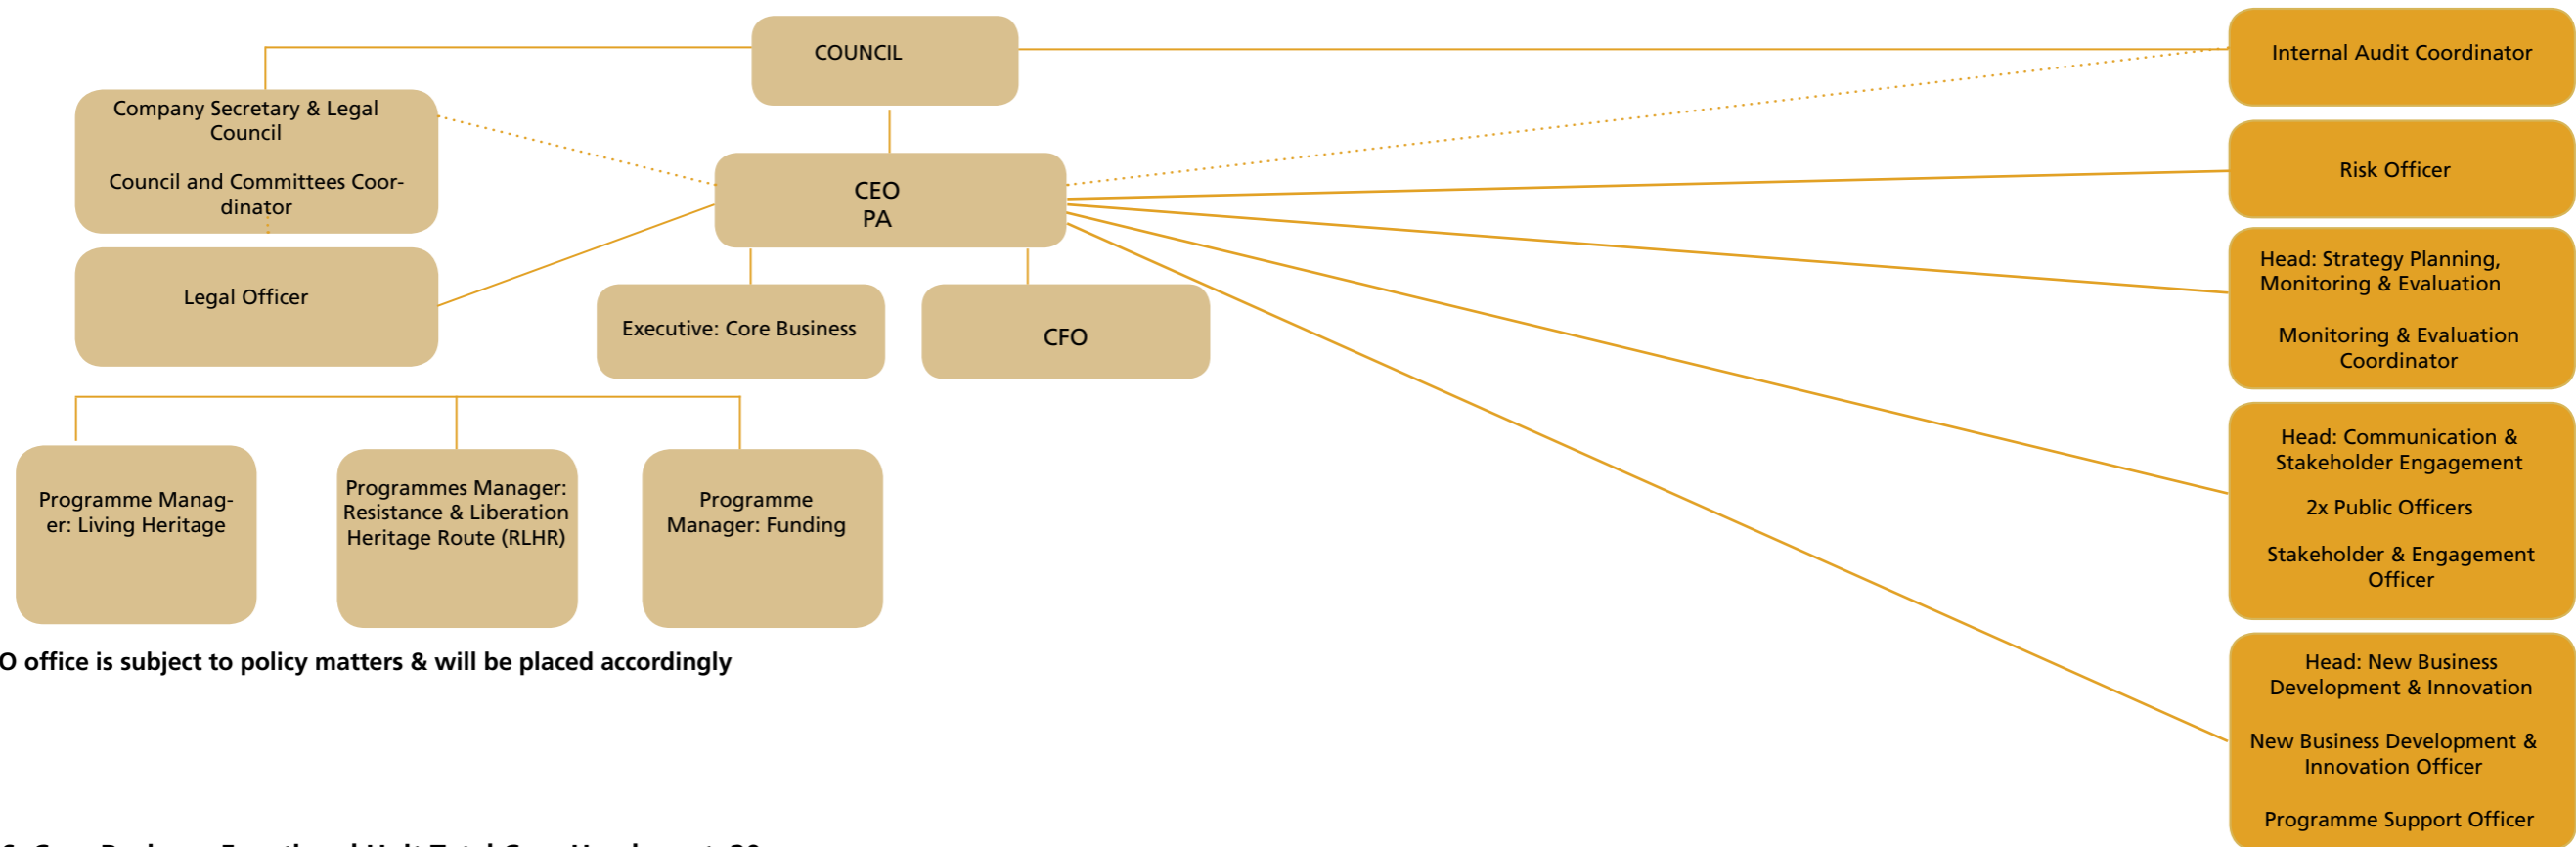 COUNCIL
Internal Audit Coordinator
Company Secretary & Legal
Council
Council and Committees Coor-
dinator
CEO
PA
Risk Officer
Legal Officer
Executive: Core Business
CFO
Head: Strategy Planning,
Monitoring & Evaluation
Monitoring & Evaluation
Coordinator
Programme Manag-
er: Living Heritage
Programmes Manager:
Resistance & Liberation
Heritage Route (RLHR)
Programme
Manager: Funding
Head: Communication &
Stakeholder Engagement
2x Public Officers
Stakeholder & Engagement
Officer
O office is subject to policy matters & will be placed accordingly
Head: New Business
Development & Innovation
New Business Development &
Innovation Officer
Programme Support Officer